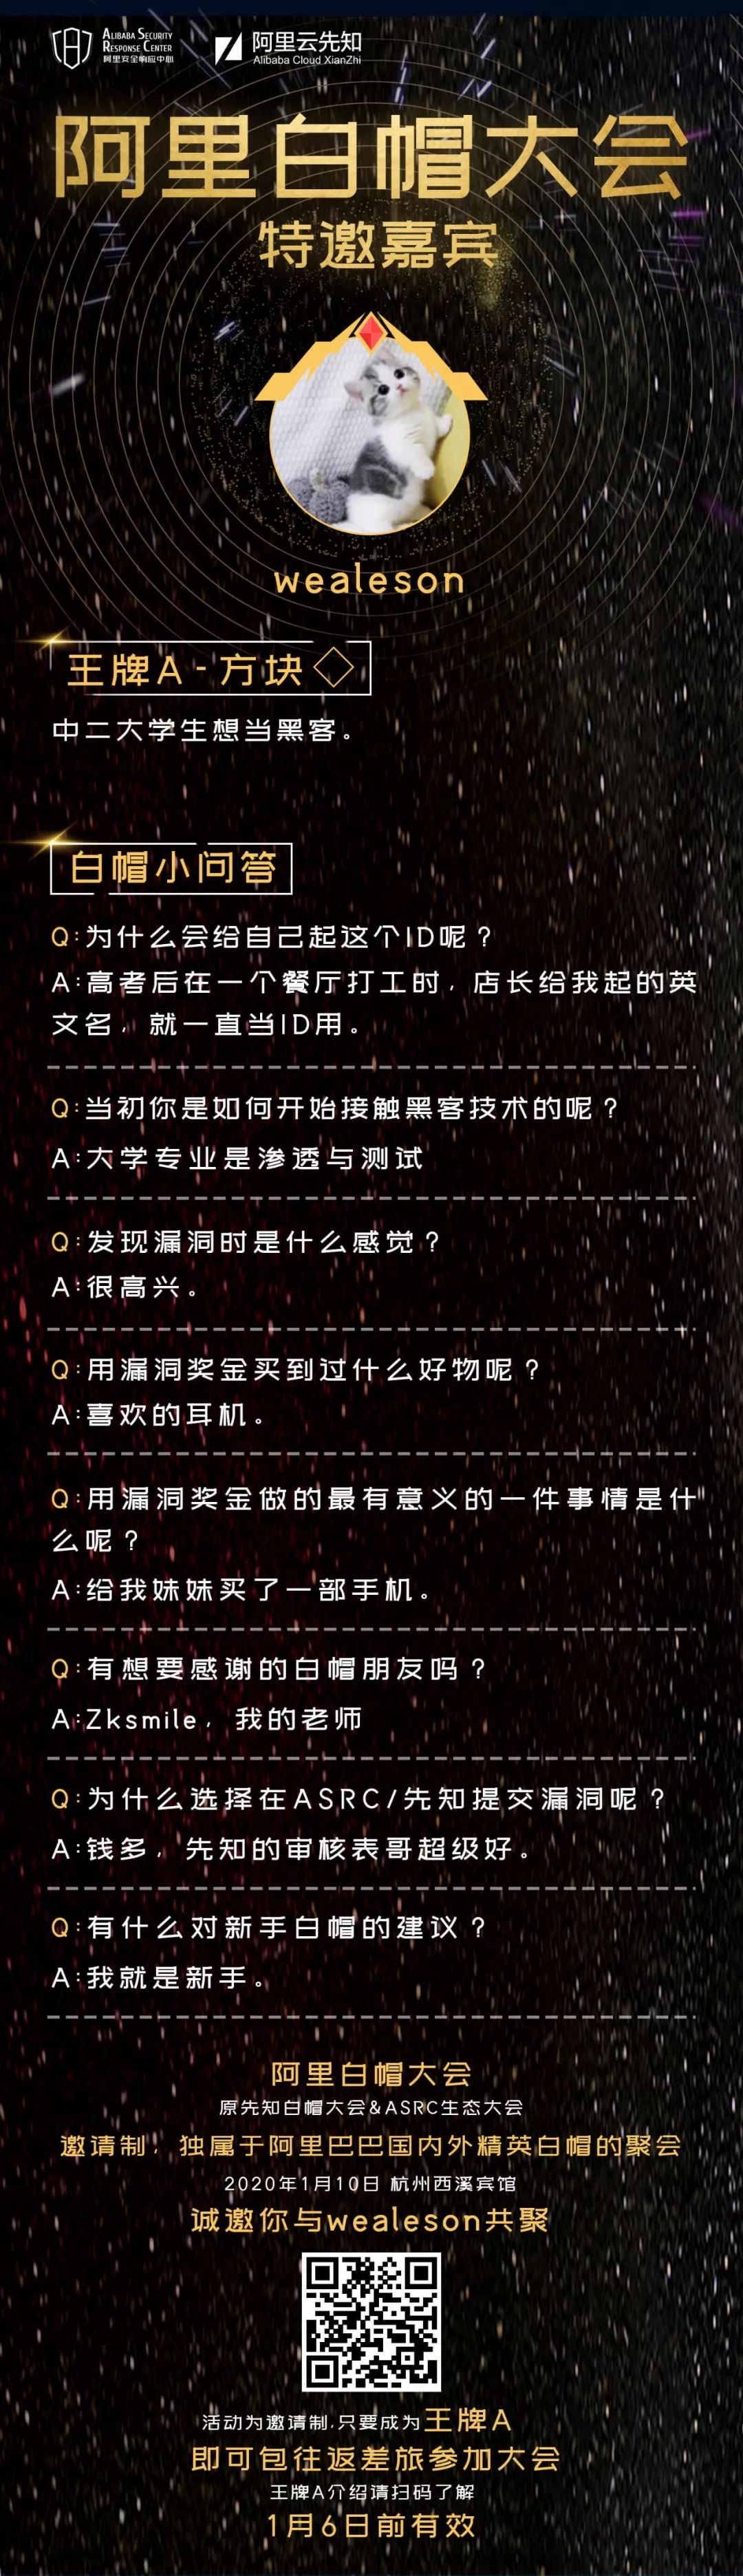 ALIBABA SECURITY
RESPONSE CENTER
阿里安全响应中心
阿里云先知
Alibaba Cloud XianZhi
阿里白帽大会
特邀嘉宾
wealeson
王牌A-方块
中二大学生想当黑客。
白帽小问答
Q:为什么会给自己起这个ID呢？
A:高考后在一个餐厅打工时，店长给我起的英
文名，就一直当ID用。
Q:当初你是如何开始接触黑客技术的呢？
A:大学专业是渗透与测试
Q:发现漏洞时是什么感觉？
A:很高兴。
Q:用漏洞奖金买到过什么好物呢？
A:喜欢的耳机。
Q:用漏洞奖金做的最有意义的一件事情是什
么呢？
A:给我妹妹买了一部手机。
Q:有想要感谢的白帽朋友吗？
A:Zksmile，我的老师
Q:为什么选择在ASRC/先知提交漏洞呢？
A:钱多，先知的审核表哥超级好。
Q:有什么对新手白帽的建议？
A:我就是新手。
阿里白帽大会
原先知白帽大会&ASRC生态大会
邀请制，独属于阿里巴巴国内外精英白帽的聚会
2020年1月10日 杭州西溪宾馆
诚邀你与wealeson共聚
活动为邀请制,只要成为王牌A
即可包往返差旅参加大会
王牌A介绍请扫码了解
1月6日前有效